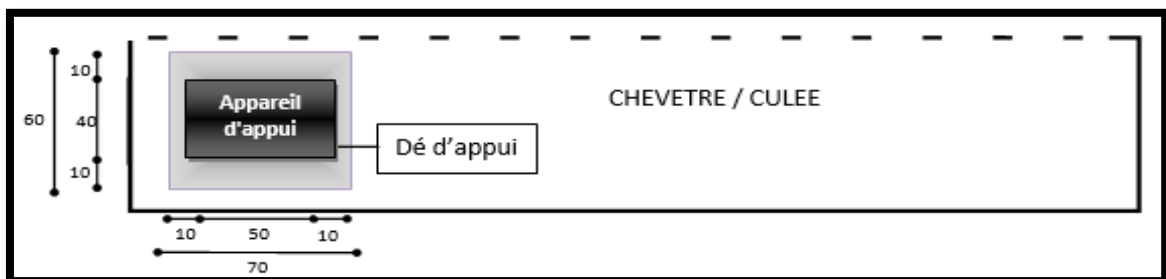 10
60
40
10
Appareil
d'appui
CHEVETRE / CULEE
Dé d'appui
10 50 10
70